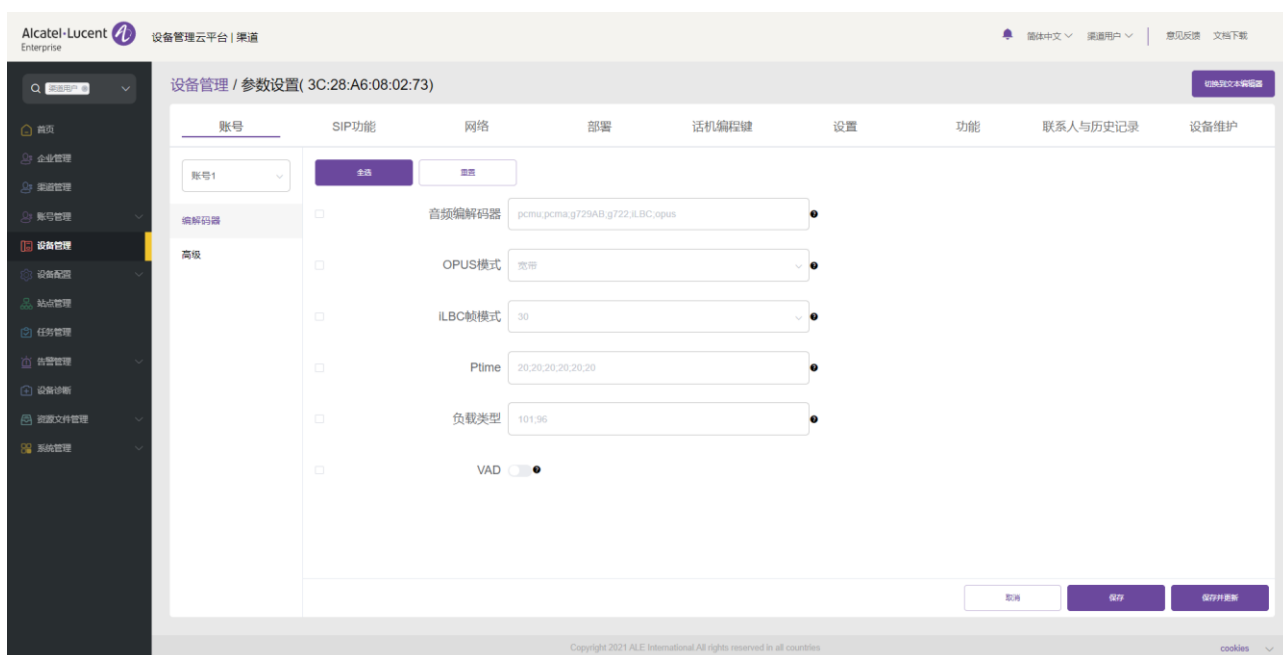 Alcatel·Lucent
Enterprise
设备管理云平台 | 渠道
简体中文
渠道用户
意见反馈
文档下载
渠道用户
设备管理 / 参数设置( 3C:28:A6:08:02:73)
切换到文本编辑器
首页
企业管理
渠道管理
账号管理
设备管理
设备配置
站点管理
任务管理
告警管理
设备诊断
资源文件管理
系统管理
账号
SIP功能
网络
部署
话机编程键
设置
功能
联系人与历史记录
设备维护
账号1
编解码器
高级
全选
重置
音频编解码器
pcmu;pcma;g729AB;g722;iLBC;opus
OPUS模式
宽带
iLBC帧模式
30
Ptime
20;20;20;20;20;20
负载类型
101;96
VAD
取消
保存
保存并更新
Copyright 2021 ALE International All rights reserved in all countries
cookies